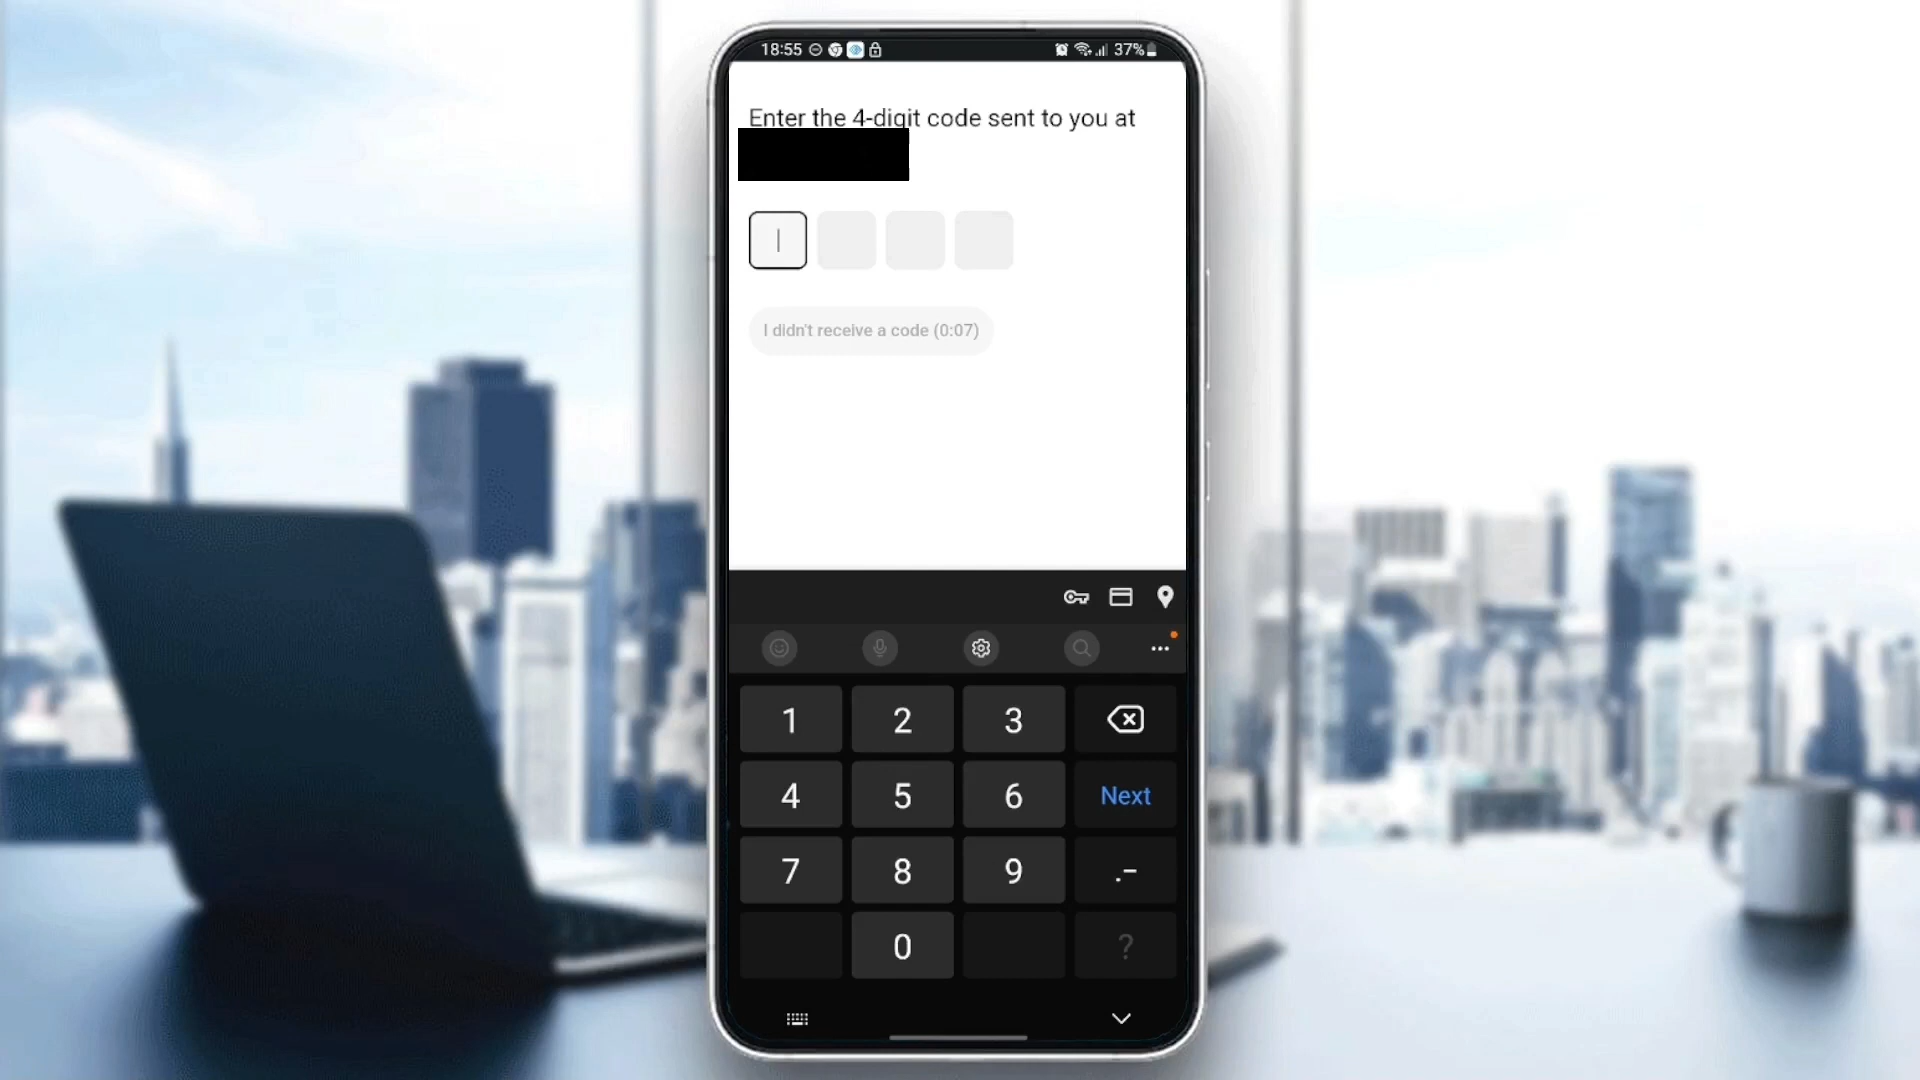 18:55
37%
Enter the 4-digit code sent to you at
I didn't receive a code (0:07)
1 2 3
4 5 6 Next
7 8 9 .-
0 ?